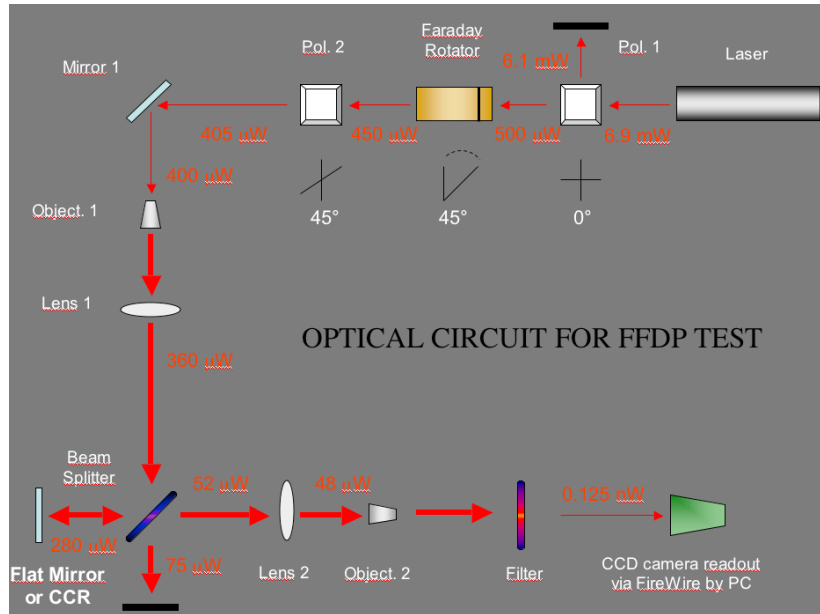 Faraday
Rotator
Pol. 2
Pol. 1
Laser
Mirror 1
6.1 mW
405 uW
450 uW
500 uW
6.9 mW
400 uW
45°
45°
0°
Object. 1
Lens 1
OPTICAL CIRCUIT FOR FFDP TEST
360 uW
Beam
Splitter
52 uW
48 uW
0.125 nW
280 uW
75 uW
Flat Mirror
or CCR
Lens 2
Object. 2
Filter
CCD camera readout
via FireWire by PC